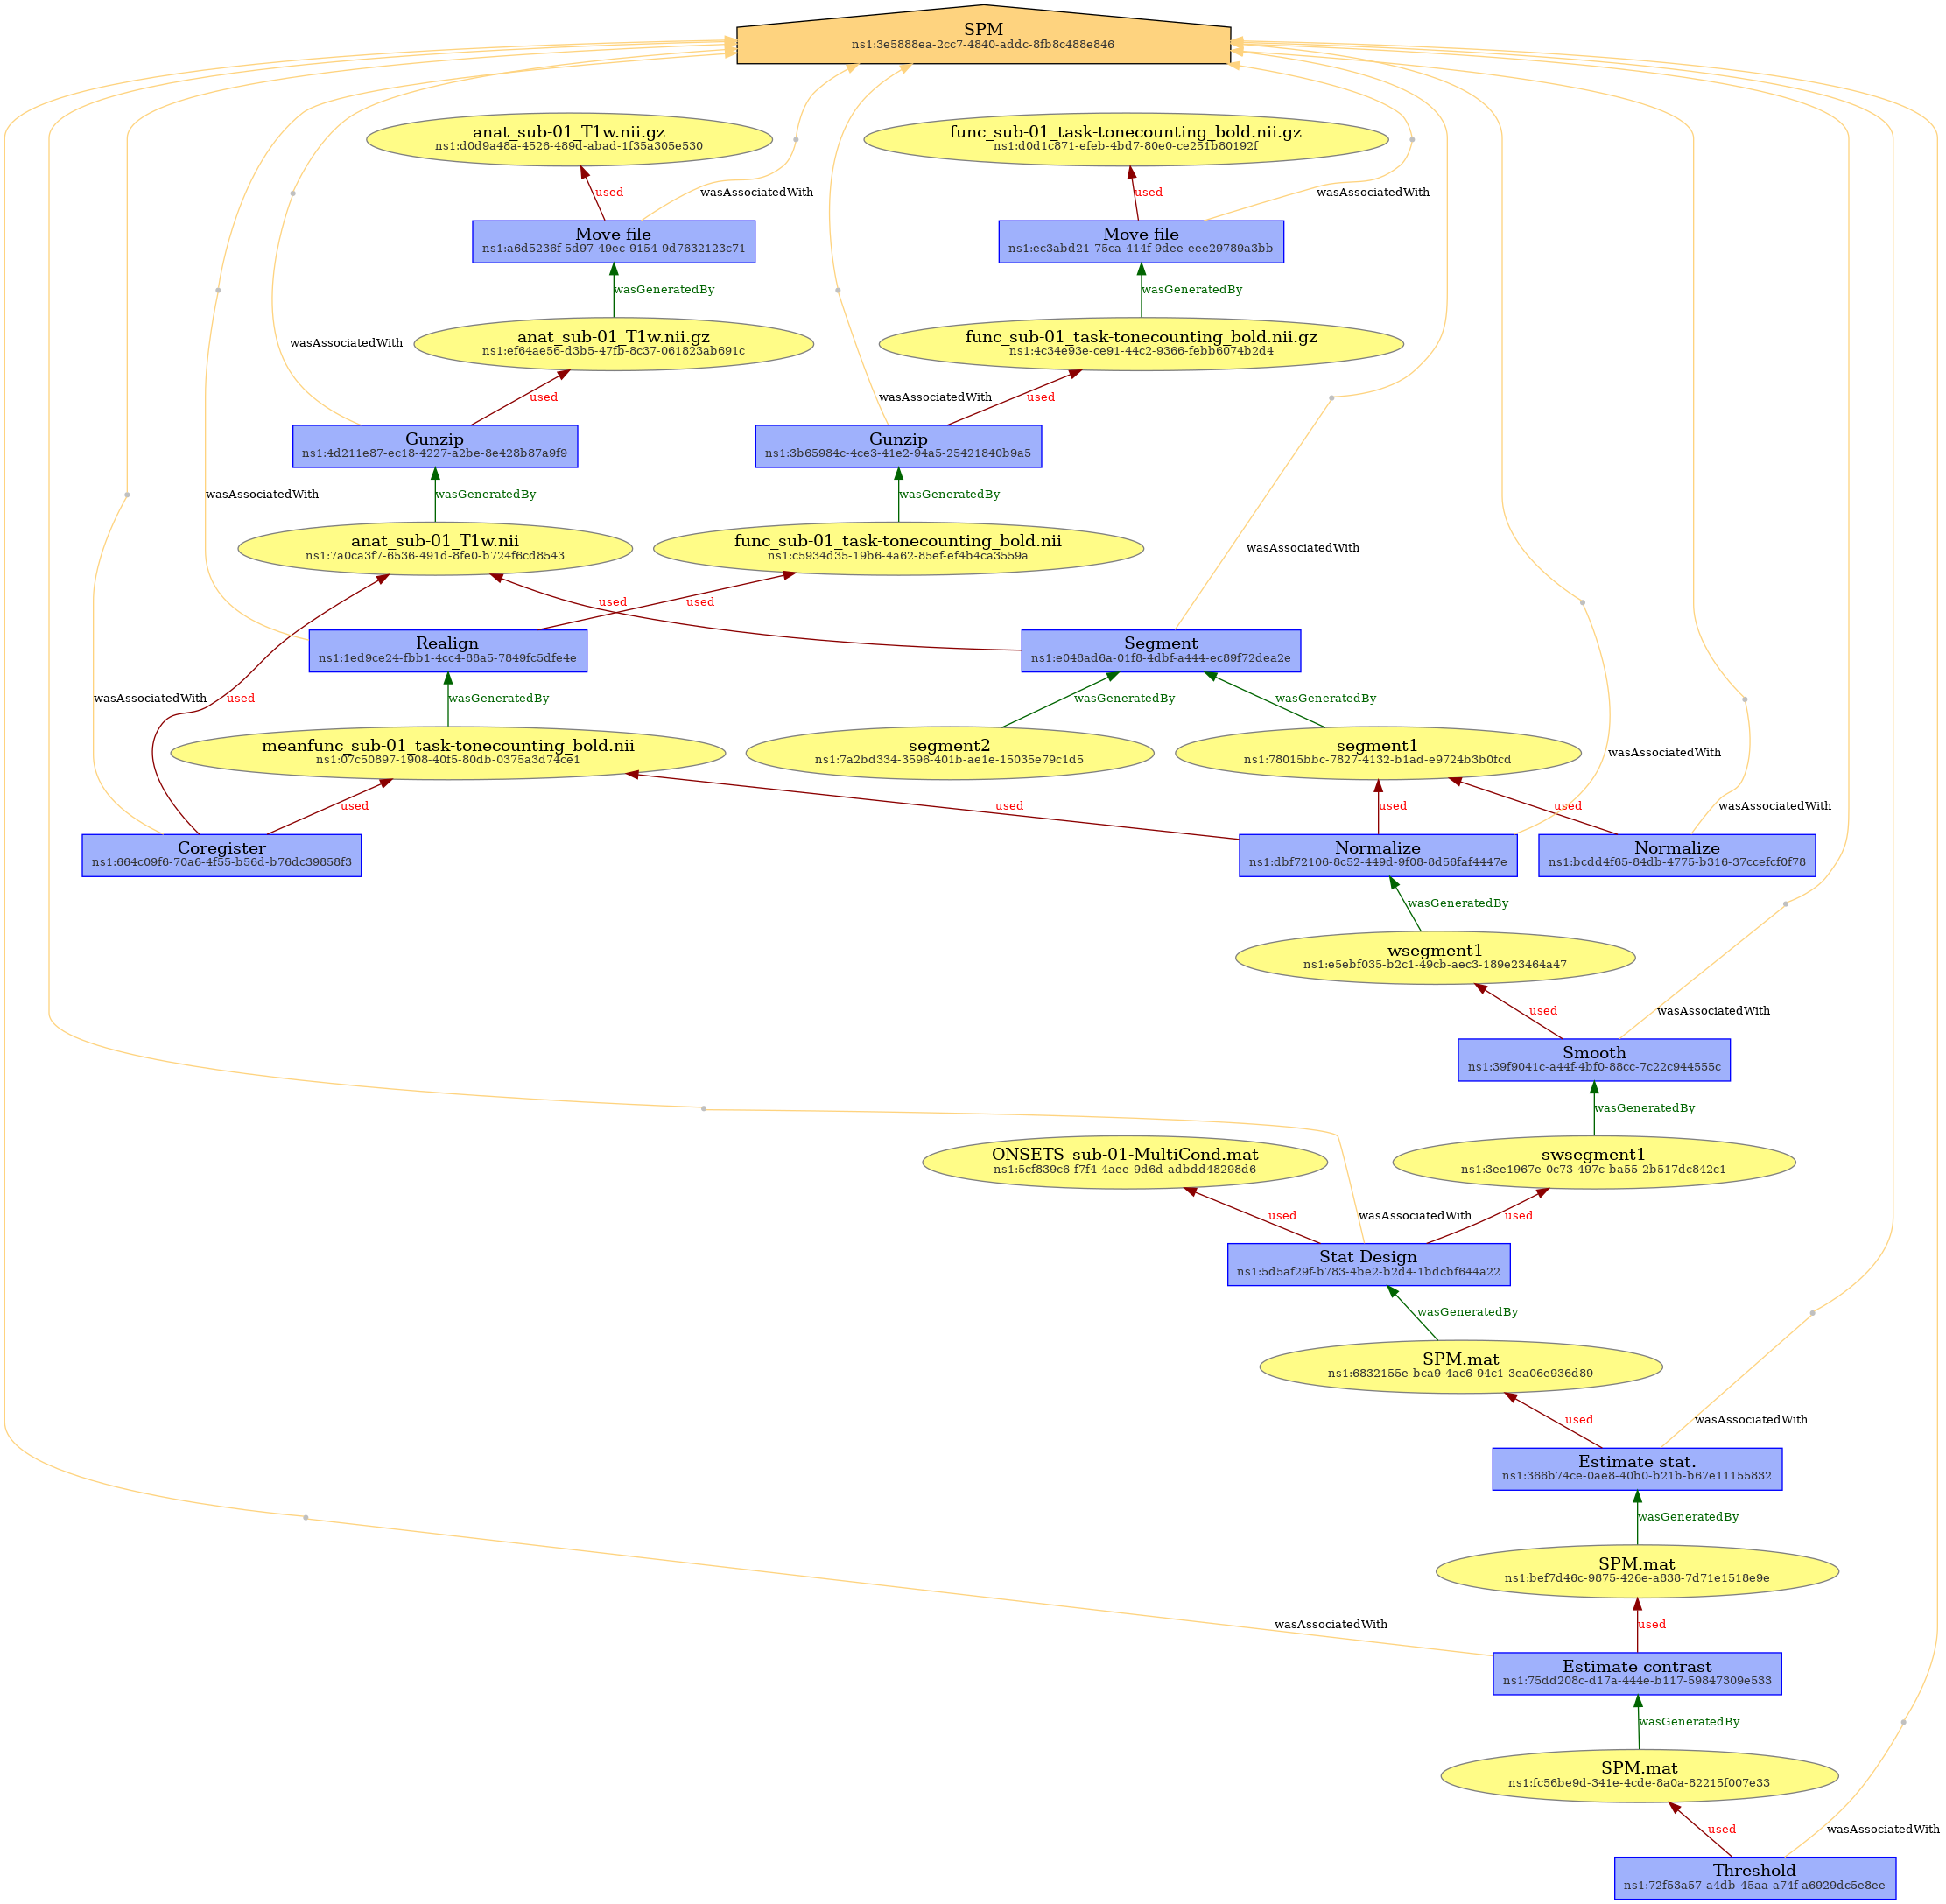 SPM
ns1:3e5888ea-2cc7-4840-addc-8fb8c488e846
anat_sub-01_T1w.nii.gz
ns1:d0d9a48a-4526-489d-abad-1f35a305e530
func_sub-01_task-tonecounting_bold.nii.gz
ns1:d0d1c871-efeb-4bd7-80e0-ce251b80192f
used
wasAssociatedWith
used
wasAssociatedWith
Move file
ns1:a6d5236f-5d97-49ec-9154-9d7632123c71
Move file
ns1:ec3abd21-75ca-414f-9dee-eee29789a3bb
wasGeneratedBy
wasGeneratedBy
anat_sub-01_T1w.nii.gz
ns1:ef64ae56-d3b5-47fb-8c37-061823ab691c
func_sub-01_task-tonecounting_bold.nii.gz
ns1:4c34e93e-ce91-44c2-9366-febb6074b2d4
wasAssociatedWith
used
wasAssociatedWith
used
Gunzip
ns1:4d211e87-ec18-4227-a2be-8e428b87a9f9
Gunzip
ns1:3b65984c-4ce3-41e2-94a5-25421840b9a5
wasAssociatedWith
wasGeneratedBy
wasGeneratedBy
anat_sub-01_T1w.nii
ns1:7a0ca3f7-6536-491d-8fe0-b724f6cd8543
func_sub-01_task-tonecounting_bold.nii
ns1:c5934d35-19b6-4a62-85ef-ef4b4ca3559a
wasAssociatedWith
used
used
Realign
ns1:1ed9ce24-fbb1-4cc4-88a5-7849fc5dfe4e
Segment
ns1:e048ad6a-01f8-4dbf-a444-ec89f72dea2e
wasAssociatedWith
used
wasGeneratedBy
wasGeneratedBy
wasGeneratedBy
meanfunc_sub-01_task-tonecounting_bold.nii
ns1:07c50897-1908-40f5-80db-0375a3d74ce1
segment2
ns1:7a2bd334-3596-401b-ae1e-15035e79c1d5
segment1
ns1:78015bbc-7827-4132-b1ad-e9724b3b0fcd
wasAssociatedWith
used
used
used
used
wasAssociatedWith
Coregister
ns1:664c09f6-70a6-4f55-b56d-b76dc39858f3
Normalize
ns1:dbf72106-8c52-449d-9f08-8d56faf4447e
Normalize
ns1:bcdd4f65-84db-4775-b316-37ccefcf0f78
wasGeneratedBy
wsegment1
ns1:e5ebf035-b2c1-49cb-aec3-189e23464a47
used
wasAssociatedWith
Smooth
ns1:39f9041c-a44f-4bf0-88cc-7c22c944555c
wasGeneratedBy
ONSETS_sub-01-MultiCond.mat
ns1:5cf839c6-f7f4-4aee-9d6d-adbdd48298d6
swsegment1
ns1:3ee1967e-0c73-497c-ba55-2b517dc842c1
used
wasAssociatedWith
used
Stat Design
ns1:5d5af29f-b783-4be2-b2d4-1bdcbf644a22
wasGeneratedBy
SPM.mat
ns1:6832155e-bca9-4ac6-94c1-3ea06e936d89
used
wasAssociatedWith
Estimate stat.
ns1:366b74ce-0ae8-40b0-b21b-b67e11155832
wasGeneratedBy
SPM.mat
ns1:bef7d46c-9875-426e-a838-7d71e1518e9e
wasAssociatedWith
used
Estimate contrast
ns1:75dd208c-d17a-444e-b117-59847309e533
wasGeneratedBy
SPM.mat
ns1:fc56be9d-341e-4cde-8a0a-82215f007e33
used
wasAssociatedWith
Threshold
ns1:72f53a57-a4db-45aa-a74f-a6929dc5e8ee